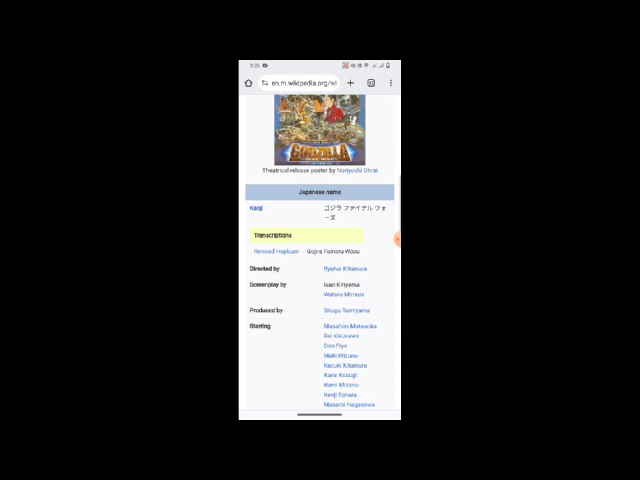 9:25
en.m.wikipedia.org/wi
GODZILLA
Theatrical release poster by Noriyoshi Ohrai
Japanese name
Kanji ゴジラ ファイナル ウォ
ーズ
Transcriptions
Revised Hepburn Gojira Fainaru Wōzu
Directed by Ryuhei Kitamura
Screenplay by Isao Kiriyama
Wataru Mimura
Produced by Shogo Tomiyama
Starring Masahiro Matsuoka
Rei Kikukawa
Don Frye
Maki Mizuno
Kazuki Kitamura
Kane Kosugi
Kumi Mizuno
Kenji Sahara
Masami Nagasawa